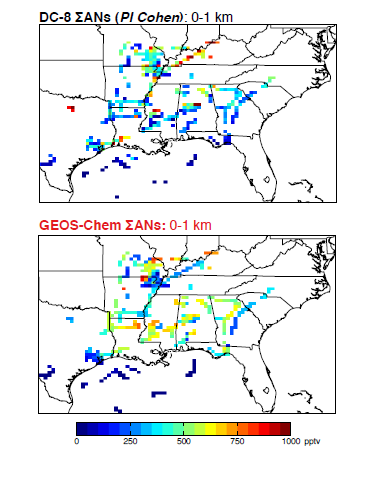 DC-8 ΣANs (PI Cohen): 0-1 km
GEOS-Chem ΣANs: 0-1 km
0 250 500 750 1000 pptv